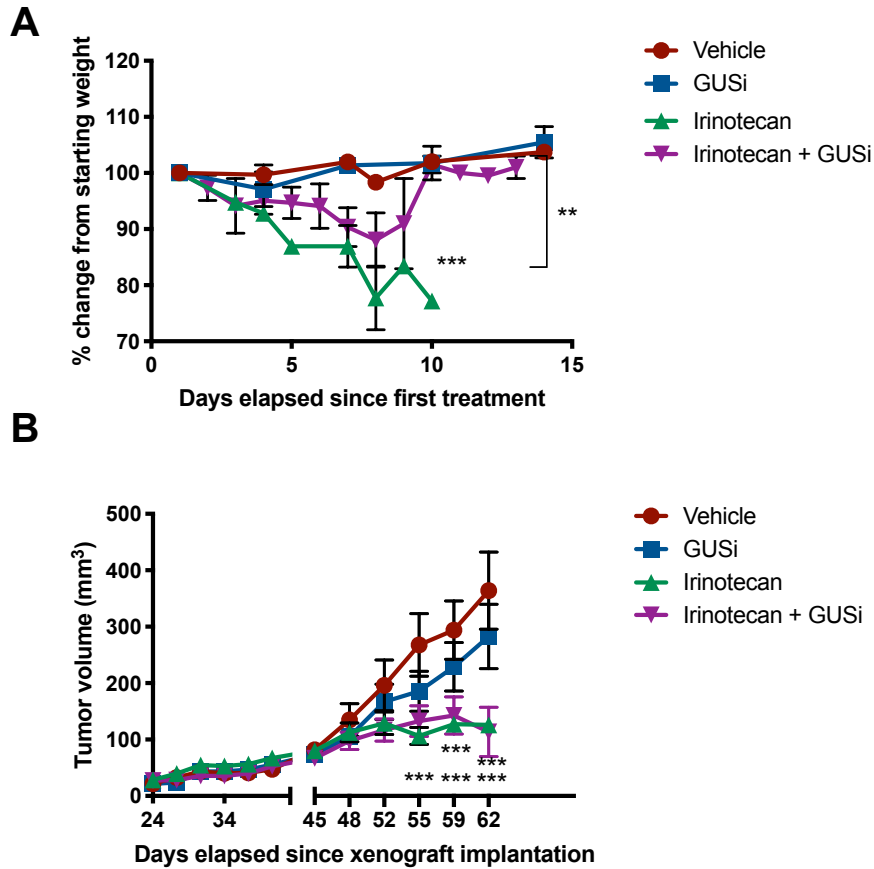 A
% change from starting weight
120
110
100
90
80
70
0
5
10
15
Days elapsed since first treatment
***
**
Vehicle
GUSi
Irinotecan
Irinotecan + GUSi
B
Tumor volume (mm³)
500
400
300
200
100
0
24
34
45
48
52
55
59
62
Days elapsed since xenograft implantation
***
***
***
***
***
Vehicle
GUSi
Irinotecan
Irinotecan + GUSi